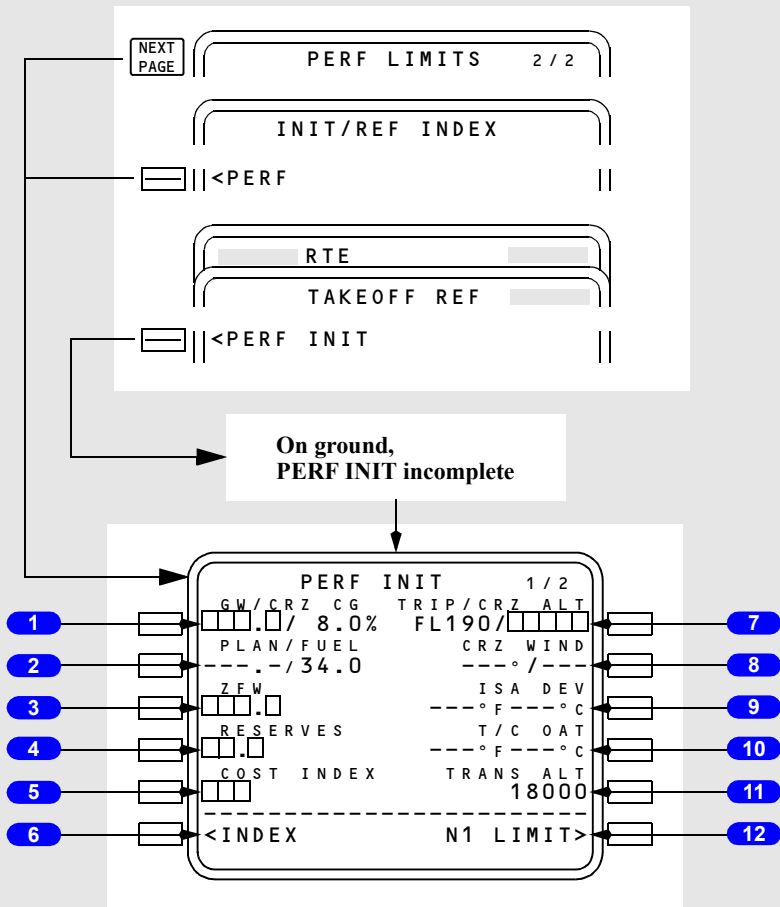 NEXT
PAGE
PERF LIMITS 2/2
INIT/REF INDEX
<PERF
RTE
TAKEOFF REF
<PERF INIT
On ground,
PERF INIT incomplete
PERF INIT 1/2
GW/CRZ CG TRIP/CRZ ALT
1 □□□.□/ 8.0% FL190/□□□□□ 7
PLAN/FUEL CRZ WIND
2 ---.-/34.0 ---°/--- 8
ZFW ISA DEV
3 □□□.□ ---°F---°C 9
RESERVES T/C OAT
4 □□.□ ---°F---°C 10
COST INDEX TRANS ALT
5 □□□ 18000 11
------------------------
6 <INDEX N1 LIMIT> 12